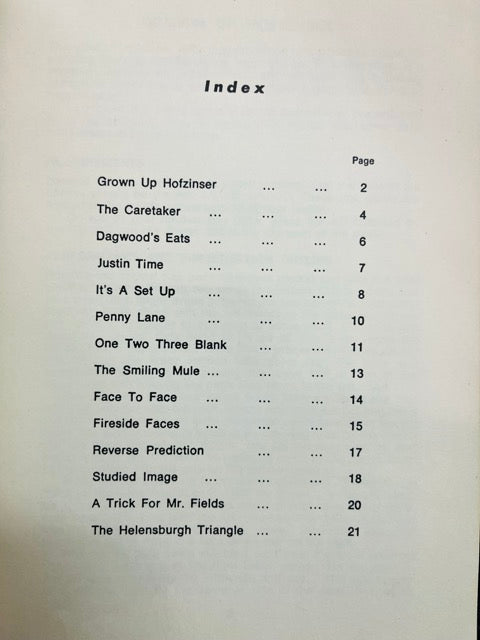 Index
Page
Grown Up Hofzinser ... ... 2
The Caretaker ... ... ... 4
Dagwood's Eats ... ... ... 6
Justin Time ... ... ... 7
It's A Set Up ... ... ... 8
Penny Lane ... ... ... 10
One Two Three Blank ... ... 11
The Smiling Mule ... ... ... 13
Face To Face ... ... ... 14
Fireside Faces ... ... ... 15
Reverse Prediction ... ... 17
Studied Image ... ... ... 18
A Trick For Mr. Fields ... ... 20
The Helensburgh Triangle ... ... 21